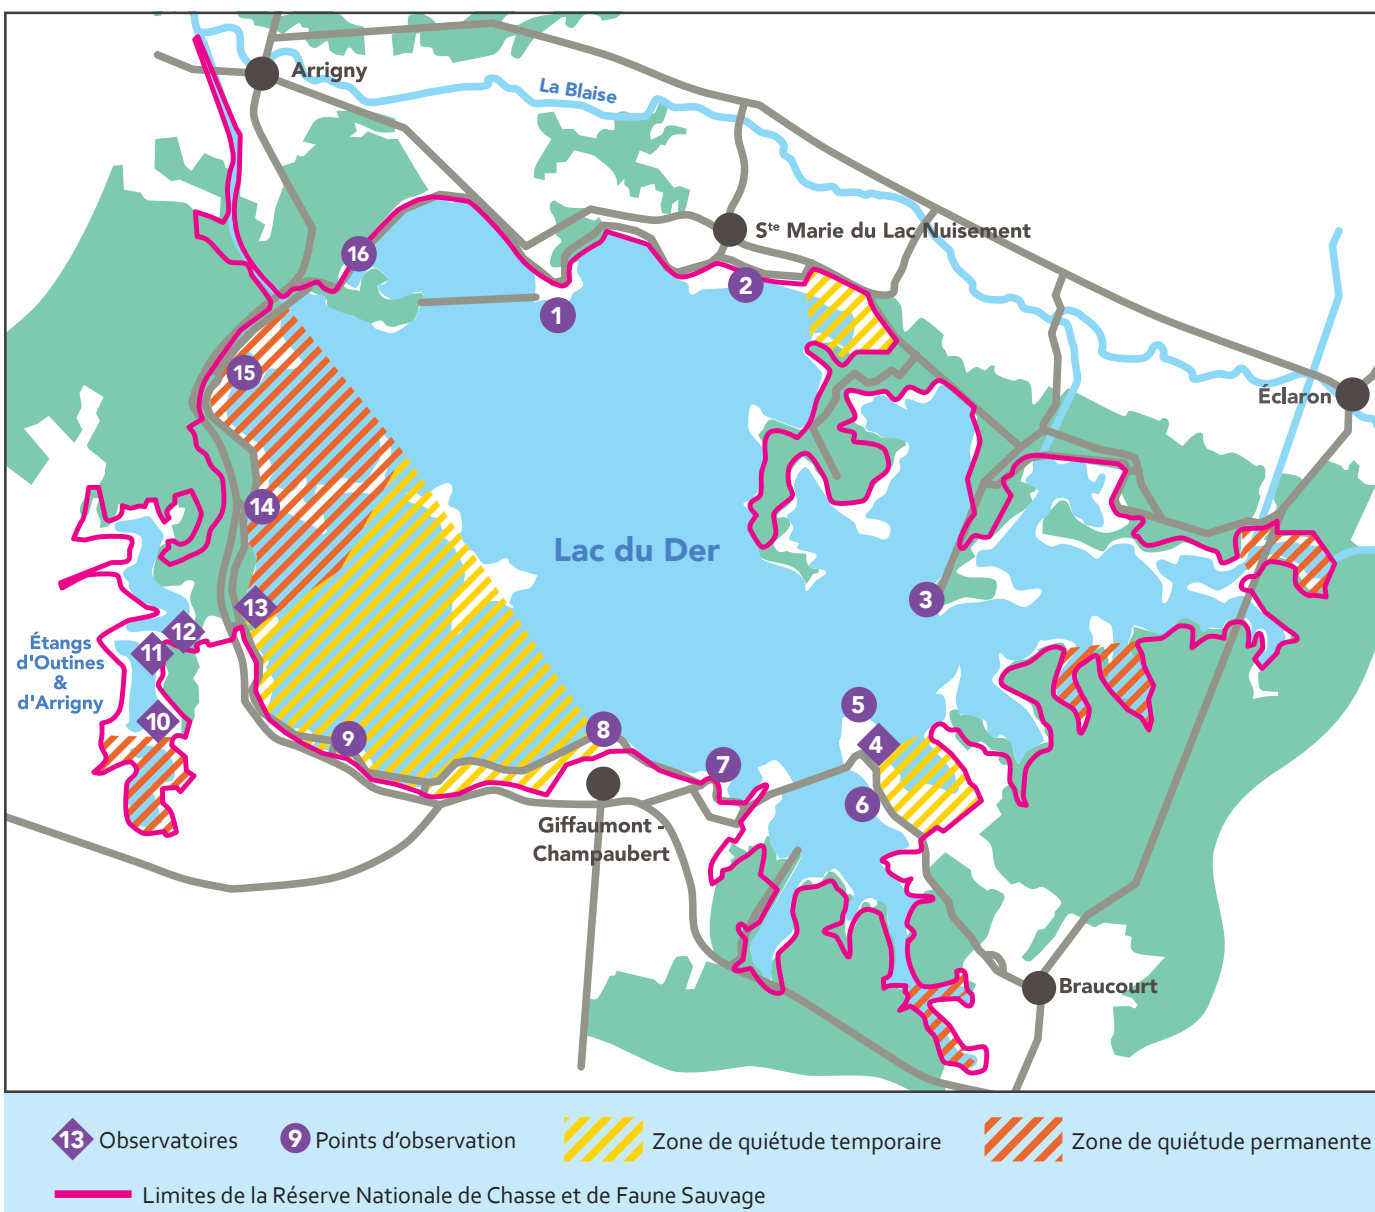 Arrigny
La Blaise
Ste Marie du Lac Nuisement
16
1
2
15
Éclaron
14
Lac du Der
13
3
12
11
Étangs
d'Outines
&
d'Arrigny
10
5
4
9
8
7
6
Giffaumont -
Champaubert
Braucourt
13 Observatoires
9 Points d'observation
Zone de quiétude temporaire
Zone de quiétude permanente
Limites de la Réserve Nationale de Chasse et de Faune Sauvage